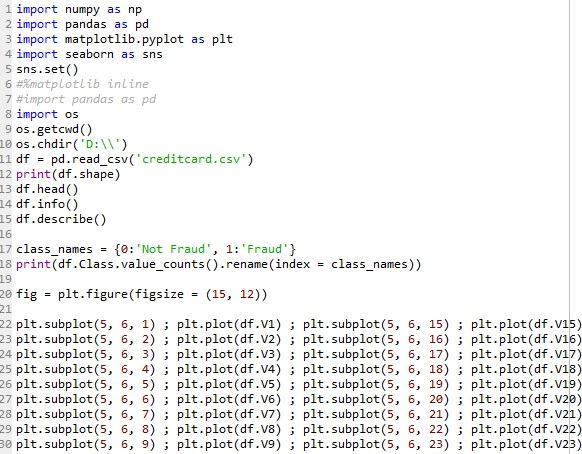 1 import numpy as np
2 import pandas as pd
3 import matplotlib.pyplot as plt
4 import seaborn as sns
5 sns.set()
6 #%matplotlib inline
7 #import pandas as pd
8 import os
9 os.getcwd()
10 os.chdir('D:\\')
11 df = pd.read_csv('creditcard.csv')
12 print(df.shape)
13 df.head()
14 df.info()
15 df.describe()
16
17 class_names = {0:'Not Fraud', 1:'Fraud'}
18 print(df.Class.value_counts().rename(index = class_names))
19
20 fig = plt.figure(figsize = (15, 12))
21
22 plt.subplot(5, 6, 1) ; plt.plot(df.V1) ; plt.subplot(5, 6, 15) ; plt.plot(df.V15)
23 plt.subplot(5, 6, 2) ; plt.plot(df.V2) ; plt.subplot(5, 6, 16) ; plt.plot(df.V16)
24 plt.subplot(5, 6, 3) ; plt.plot(df.V3) ; plt.subplot(5, 6, 17) ; plt.plot(df.V17)
25 plt.subplot(5, 6, 4) ; plt.plot(df.V4) ; plt.subplot(5, 6, 18) ; plt.plot(df.V18)
26 plt.subplot(5, 6, 5) ; plt.plot(df.V5) ; plt.subplot(5, 6, 19) ; plt.plot(df.V19)
27 plt.subplot(5, 6, 6) ; plt.plot(df.V6) ; plt.subplot(5, 6, 20) ; plt.plot(df.V20)
28 plt.subplot(5, 6, 7) ; plt.plot(df.V7) ; plt.subplot(5, 6, 21) ; plt.plot(df.V21)
29 plt.subplot(5, 6, 8) ; plt.plot(df.V8) ; plt.subplot(5, 6, 22) ; plt.plot(df.V22)
30 plt.subplot(5, 6, 9) ; plt.plot(df.V9) ; plt.subplot(5, 6, 23) ; plt.plot(df.V23)